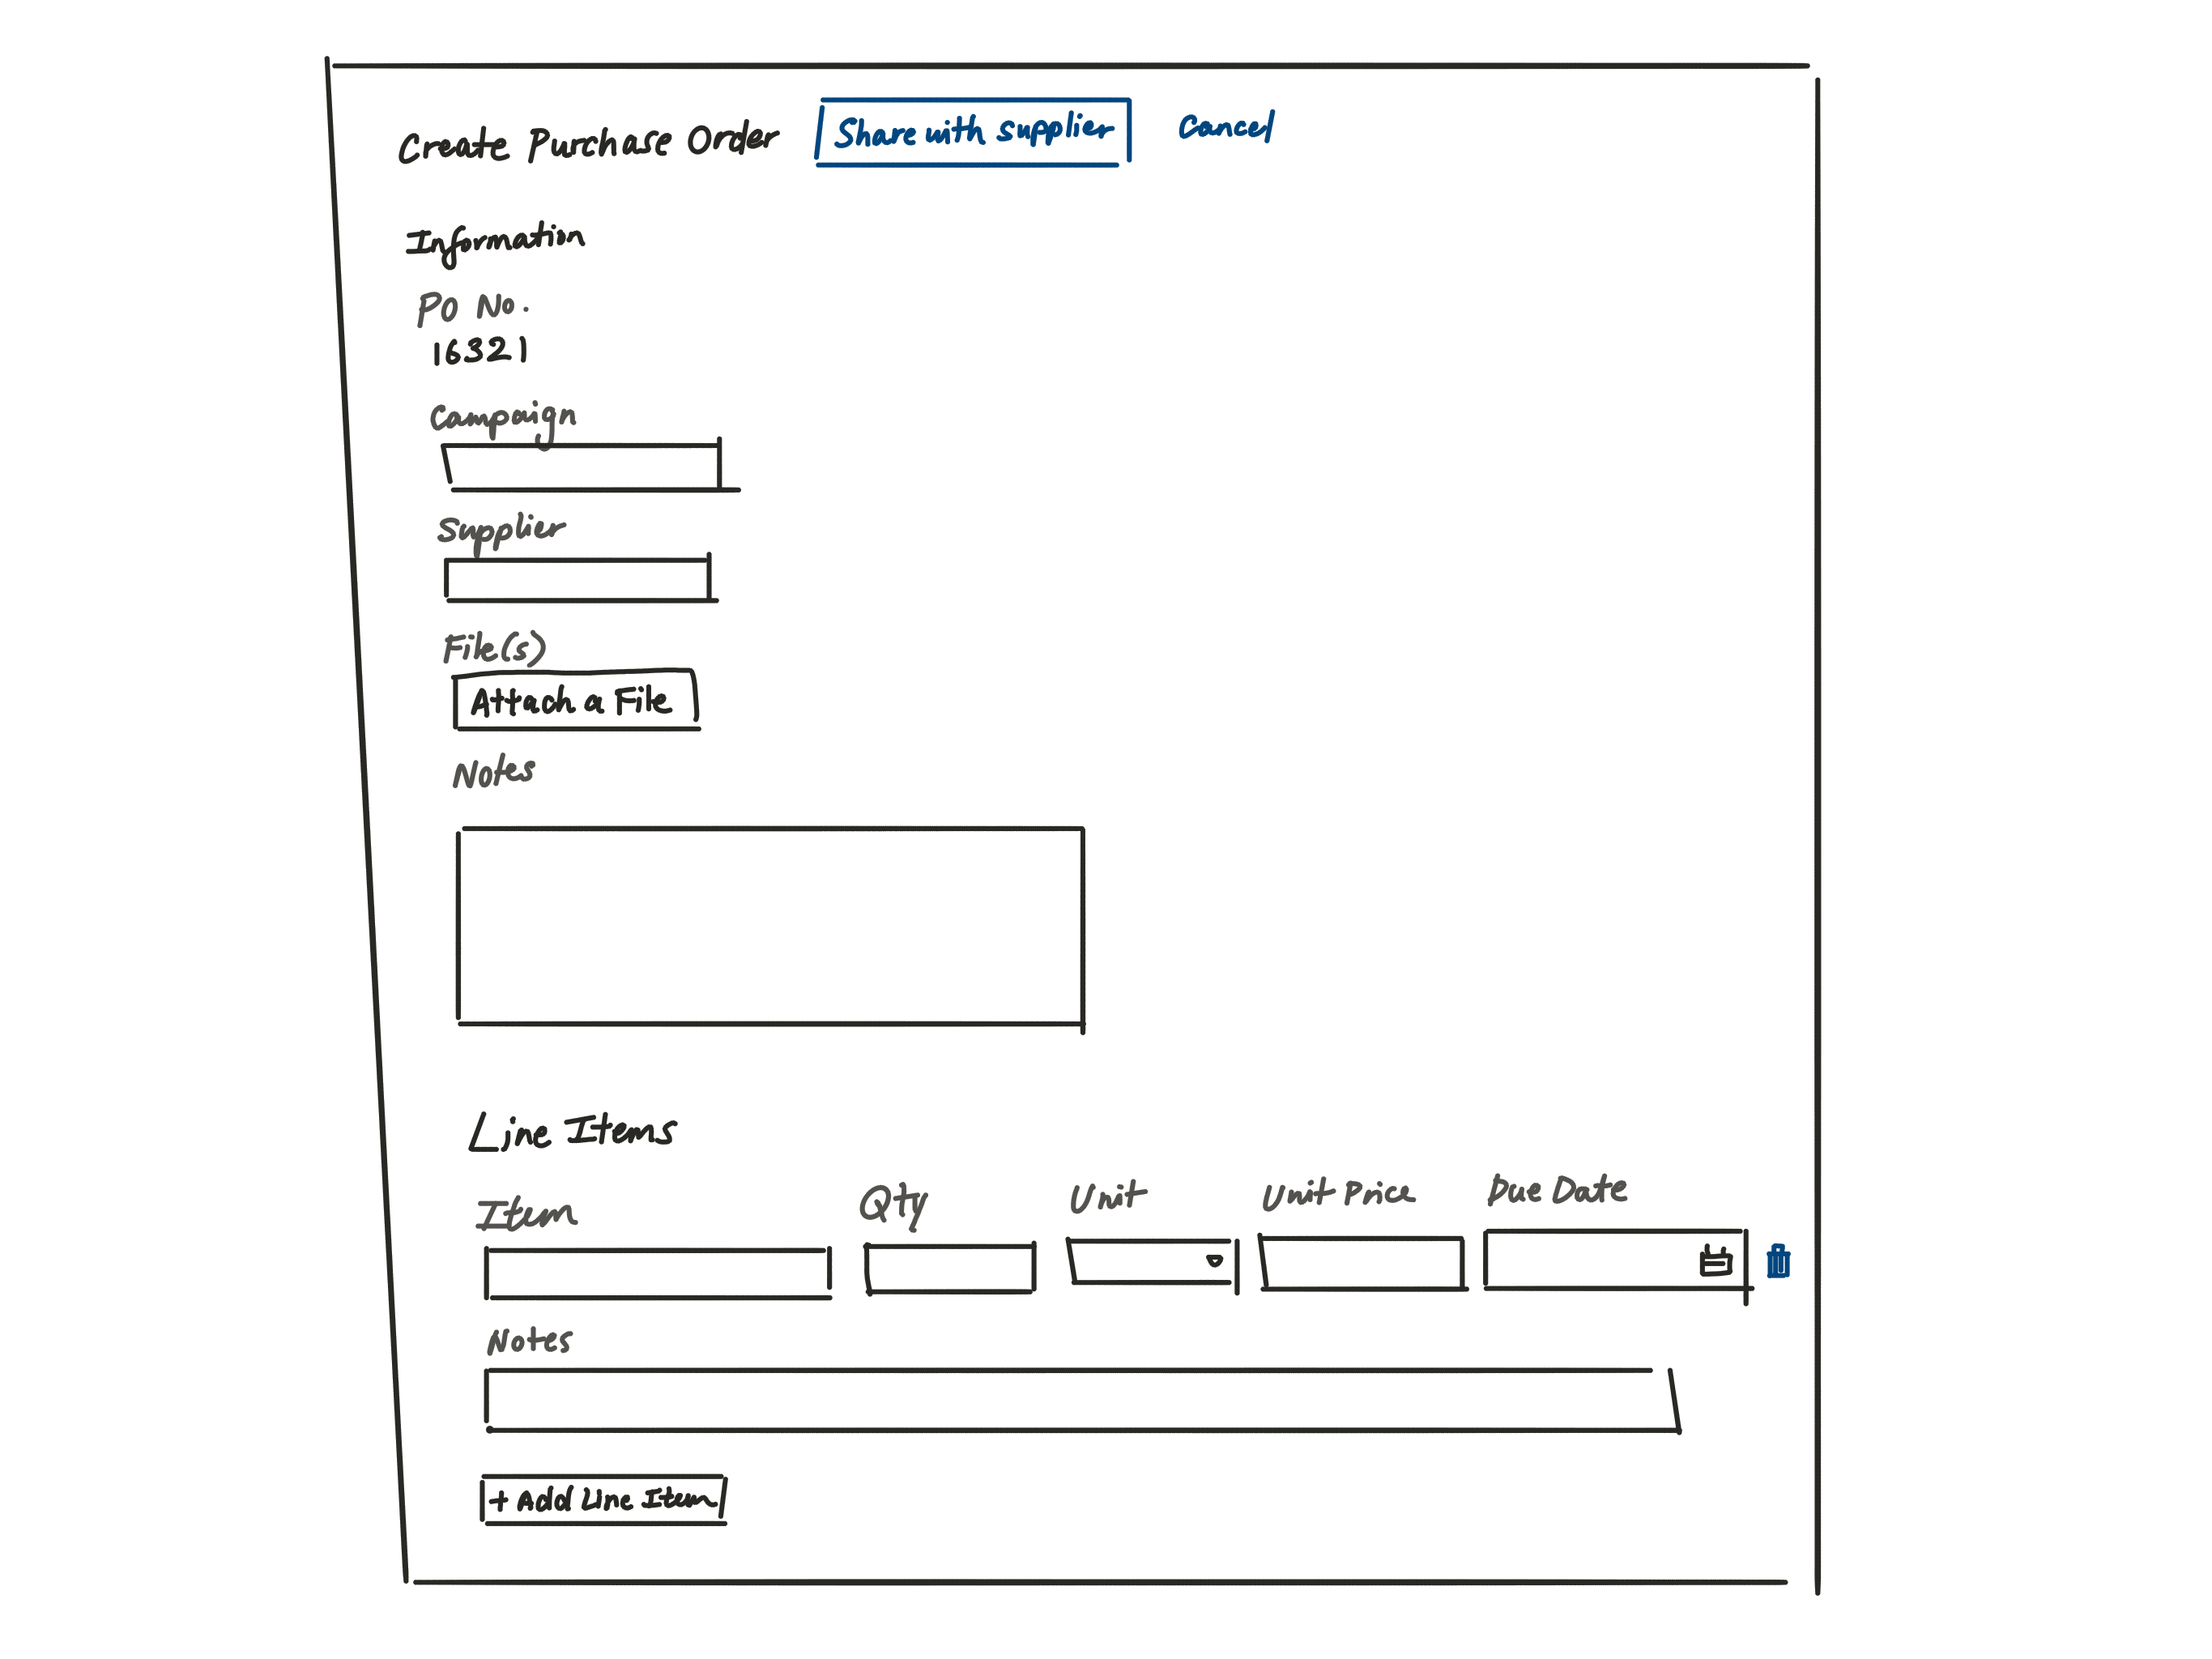 Create Purchase Order Share with supplier Cancel
Information
PO No.
16321
Campaign
Supplier
File(s)
Attach a File
Notes
Line Items
Item Qty Unit Unit Price Due Date
Notes
+ Add Line Item